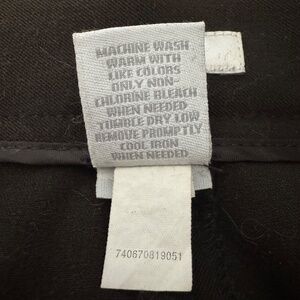 MACHINE WASH
WARM WITH
LIKE COLORS
ONLY NON-
CHLORINE BLEACH
WHEN NEEDED
TUMBLE DRY LOW
REMOVE PROMPTLY
COOL IRON
WHEN NEEDED
740670819051